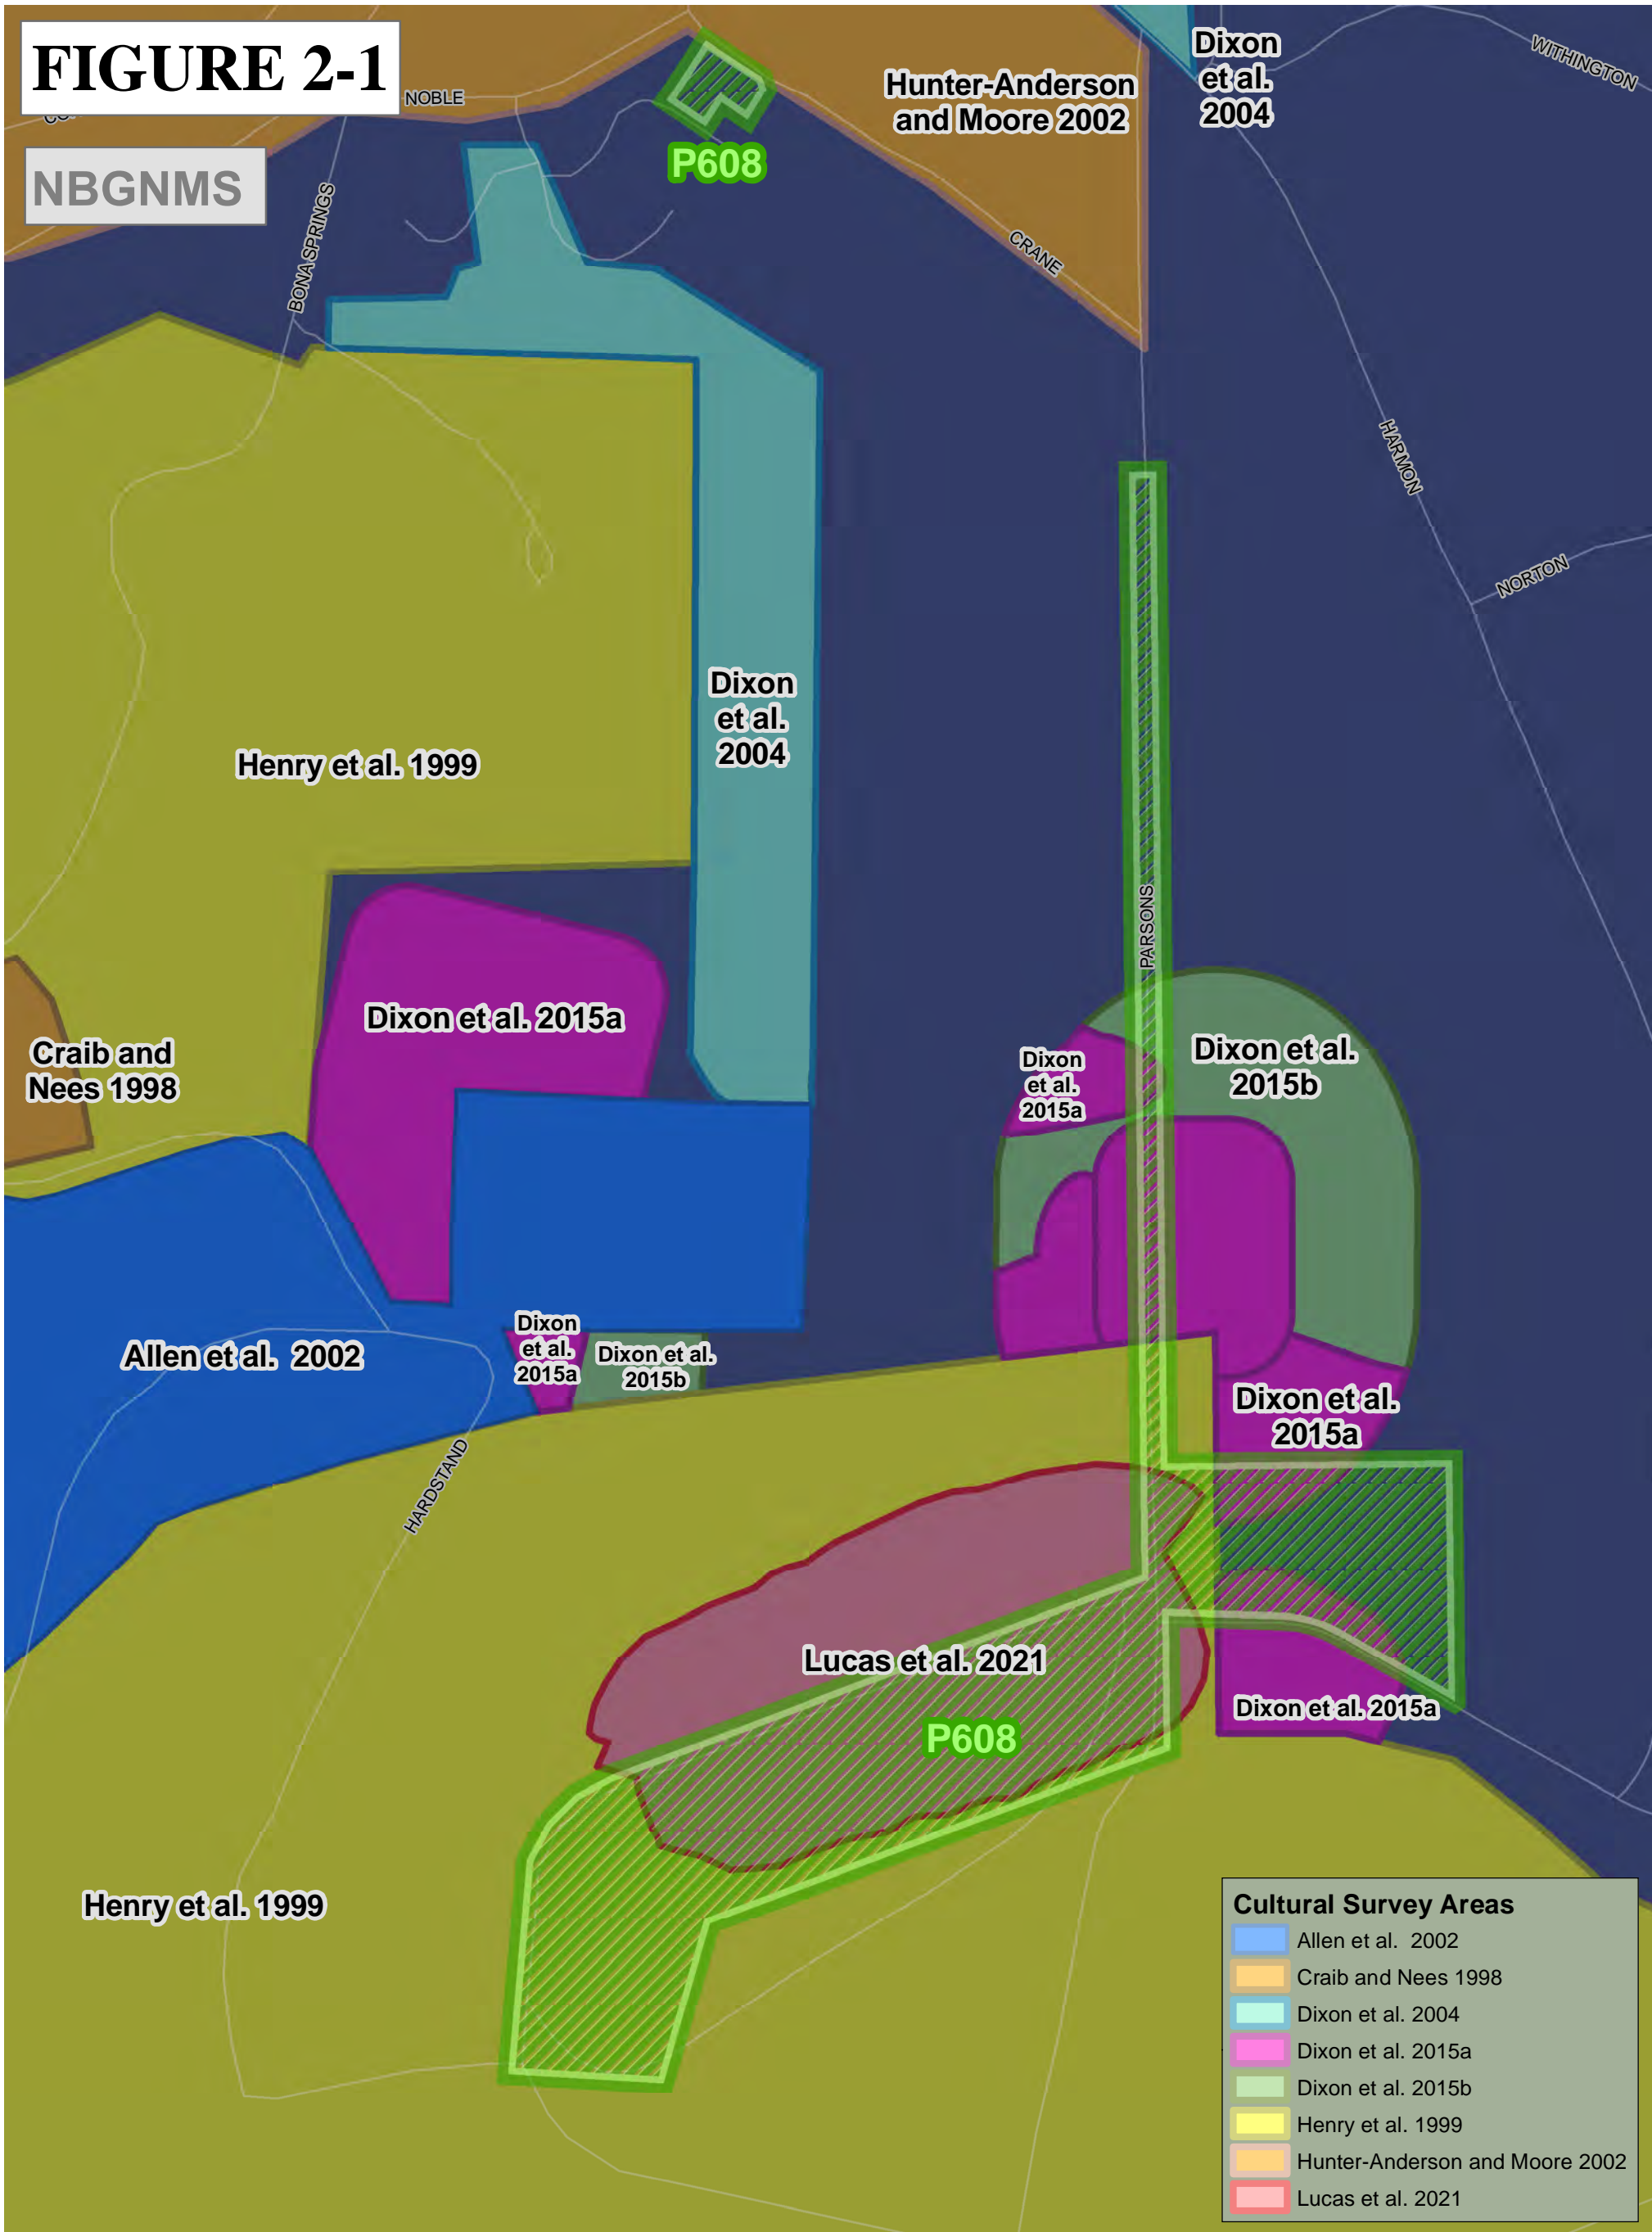 FIGURE 2-1
NBGNMS
NOBLE
P608
Hunter-Anderson
and Moore 2002
Dixon
et al.
2004
WITHINGTON
BONA SPRINGS
CRANE
HARMON
NORTON
Dixon
et al.
2004
Henry et al. 1999
PARSONS
Dixon et al. 2015a
Craib and
Nees 1998
Dixon
et al.
2015a
Dixon et al.
2015b
Allen et al. 2002
Dixon
et al.
2015a
Dixon et al.
2015b
Dixon et al.
2015a
HARDSTAND
Lucas et al. 2021
P608
Dixon et al. 2015a
Henry et al. 1999
Cultural Survey Areas
Allen et al. 2002
Craib and Nees 1998
Dixon et al. 2004
Dixon et al. 2015a
Dixon et al. 2015b
Henry et al. 1999
Hunter-Anderson and Moore 2002
Lucas et al. 2021